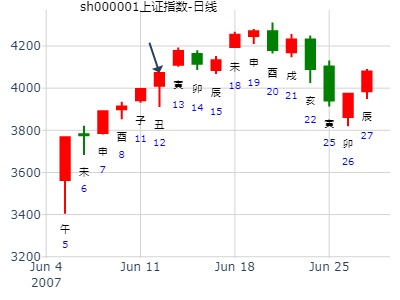 sh000001上证指数-日线
4200
4000
3800
3600
3400
3200
午
5
未
6
申
7
酉
8
子
11
丑
12
寅
13
卯
14
辰
15
未
18
申
19
酉
20
戌
21
亥
22
寅
25
卯
26
辰
27
Jun 4 Jun 11 Jun 18 Jun 25
2007